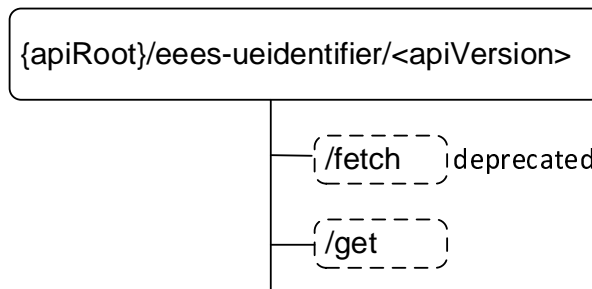 {apiRoot}/eees-ueidentifier/<apiVersion>
/fetch deprecated
/get